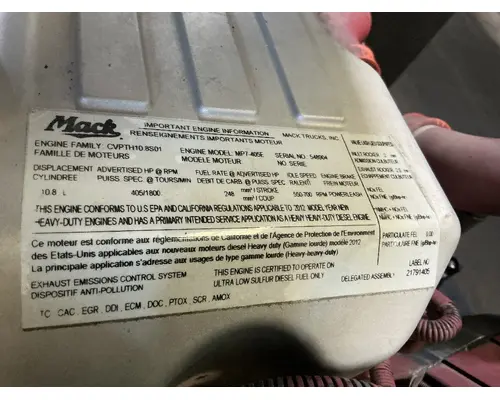 Mack
IMPORTANT ENGINE INFORMATION MACK TRUCKS, INC.
RENSEIGNEMENTS IMPORTANTS MOTEUR
ENGINE FAMILY: CVPTH10.8S01 ENGINE MODEL: MP7-405E SERIAL NO: 548904
FAMILLE DE MOTEURS MODELE MOTEUR NO. SERIE
DISPLACEMENT ADVERTISED HP @ RPM FUEL RATE @ ADVERTISED HP IDLE SPEED ENGINE BRAKE
CYLINDREE PUISS SPEC @ TOURS/MIN DEBIT DE CARB @ PUISS SPEC RALENTI FREIN MOTEUR
10.8 L 405/1800 248 mm³/STROKE
mm³/COUP
THIS ENGINE CONFORMS TO U.S EPA AND CALIFORNIA REGULATIONS APPLICABLE TO 2012 MODEL YEAR NEW
HEAVY-DUTY ENGINES AND HAS A PRIMARY INTENDED SERVICE APPLICATION AS A HEAVY HEAVY-DUTY DIESEL ENGINE.
Ce moteur est conforme aux réglementations de Californie et de l'Agence de Protection de l'Environnement
des Etats-Unis applicables aux nouveaux moteurs diesel Heavy duty (Gamme lourde) modèle 2012
La principale application s'adresse aux usages de type gamme lourde (Heavy-heavy-duty)
EXHAUST EMISSIONS CONTROL SYSTEM THIS ENGINE IS CERTIFIED TO OPERATE ON
DISPOSITIF ANTI-POLLUTION ULTRA LOW SULFUR DIESEL FUEL ONLY
DELEGATED ASSEMBLY
LABEL NO
21791405
TC, CAC, EGR, DDI, ECM, DOC, PTOX, SCR, AMOX